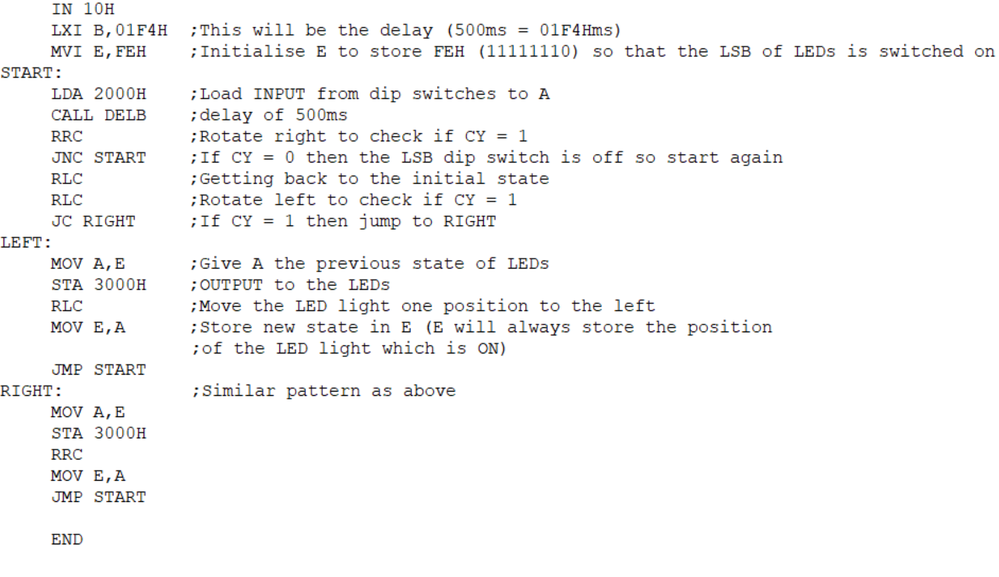 IN 10H
LXI B,01F4H ;This will be the delay (500ms = 01F4Hms)
MVI E,FEH ;Initialise E to store FEH (11111110) so that the LSB of LEDs is switched on
START:
LDA 2000H ;Load INPUT from dip switches to A
CALL DELB ;delay of 500ms
RRC ;Rotate right to check if CY = 1
JNC START ;If CY = 0 then the LSB dip switch is off so start again
RLC ;Getting back to the initial state
RLC ;Rotate left to check if CY = 1
JC RIGHT ;If CY = 1 then jump to RIGHT
LEFT:
MOV A,E ;Give A the previous state of LEDs
STA 3000H ;OUTPUT to the LEDs
RLC ;Move the LED light one position to the left
MOV E,A ;Store new state in E (E will always store the position
;of the LED light which is ON)
JMP START
RIGHT: ;Similar pattern as above
MOV A,E
STA 3000H
RRC
MOV E,A
JMP START
END